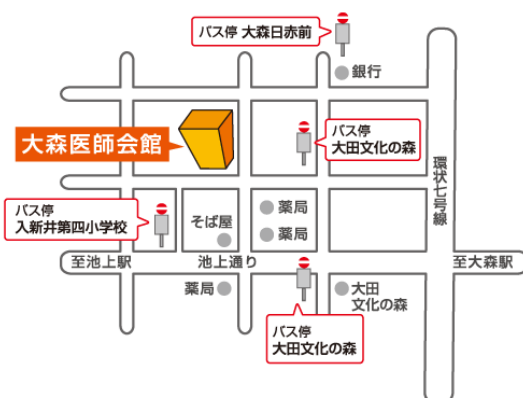 バス停 大森日赤前
銀行
大森医師会館
バス停
大田文化の森
環状七号線
バス停
入新井第四小学校
そば屋
薬局
薬局
至池上駅
池上通り
至大森駅
薬局
大田
文化の森
バス停
大田文化の森